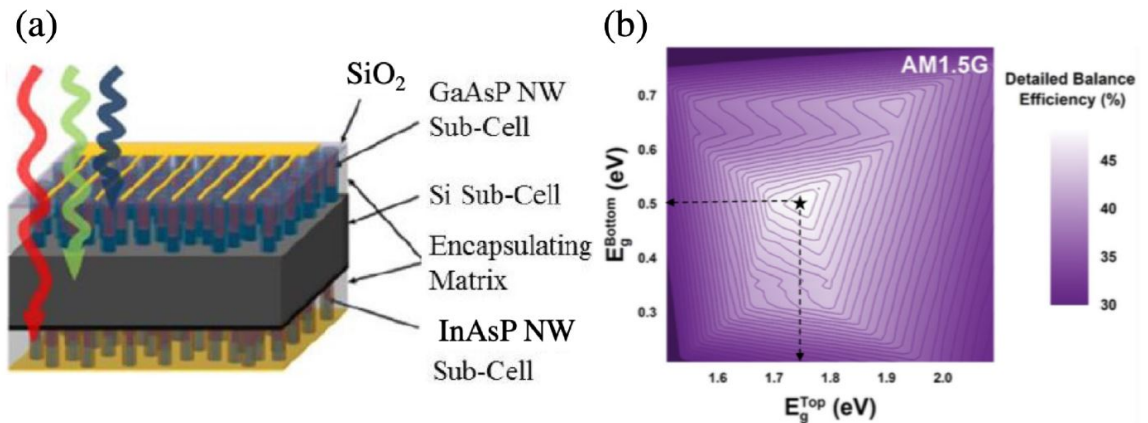 (a)
SiO₂
GaAsP NW
Sub-Cell
Si Sub-Cell
Encapsulating
Matrix
InAsP NW
Sub-Cell
(b)
AM1.5G
0.7
0.6
0.5
0.4
0.3
E_g^Bottom (eV)
1.6 1.7 1.8 1.9 2.0
E_g^Top (eV)
Detailed Balance
Efficiency (%)
45
40
35
30